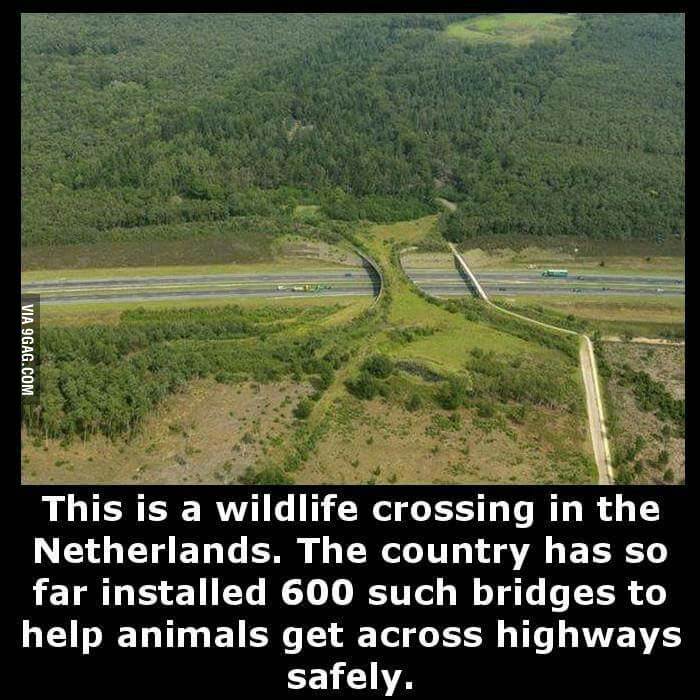 VIA 9GAG.COM
This is a wildlife crossing in the
Netherlands. The country has so
far installed 600 such bridges to
help animals get across highways
safely.